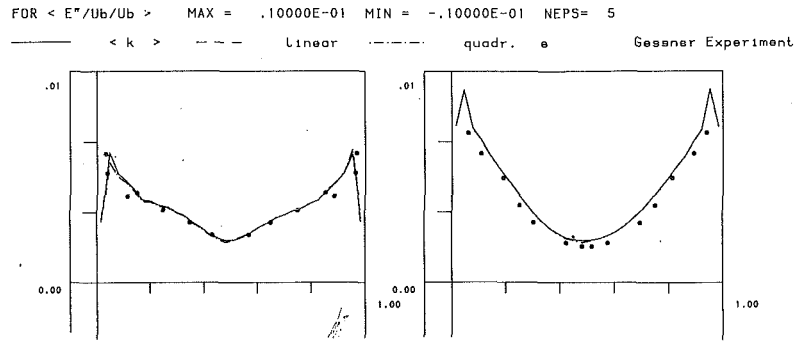 FOR < E"/Ub/Ub > MAX = .10000E-01 MIN = -.10000E-01 NEPS= 5
< k > linear quadr. Gessner Experiment
.01 .01
0.00 0.00
1.00 1.00